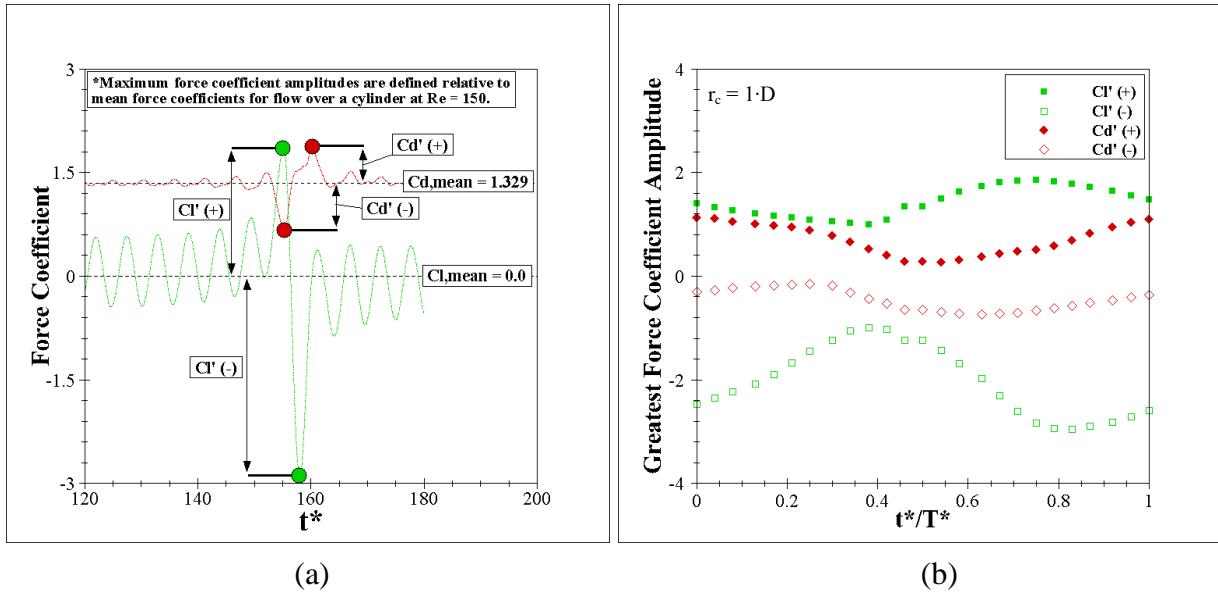 3
*Maximum force coefficient amplitudes are defined relative to
mean force coefficients for flow over a cylinder at Re = 150.
Cd' (+)
1.5
Cd,mean = 1.329
Cl' (+)
Cd' (-)
0
Cl,mean = 0.0
Force Coefficient
Cl' (-)
-1.5
-3
120 140 160 180 200
t*
(a)
4
r_c = 1·D
Cl' (+)
Cl' (-)
Cd' (+)
Cd' (-)
2
0
Greatest Force Coefficient Amplitude
-2
-4
0 0.2 0.4 0.6 0.8 1
t*/T*
(b)